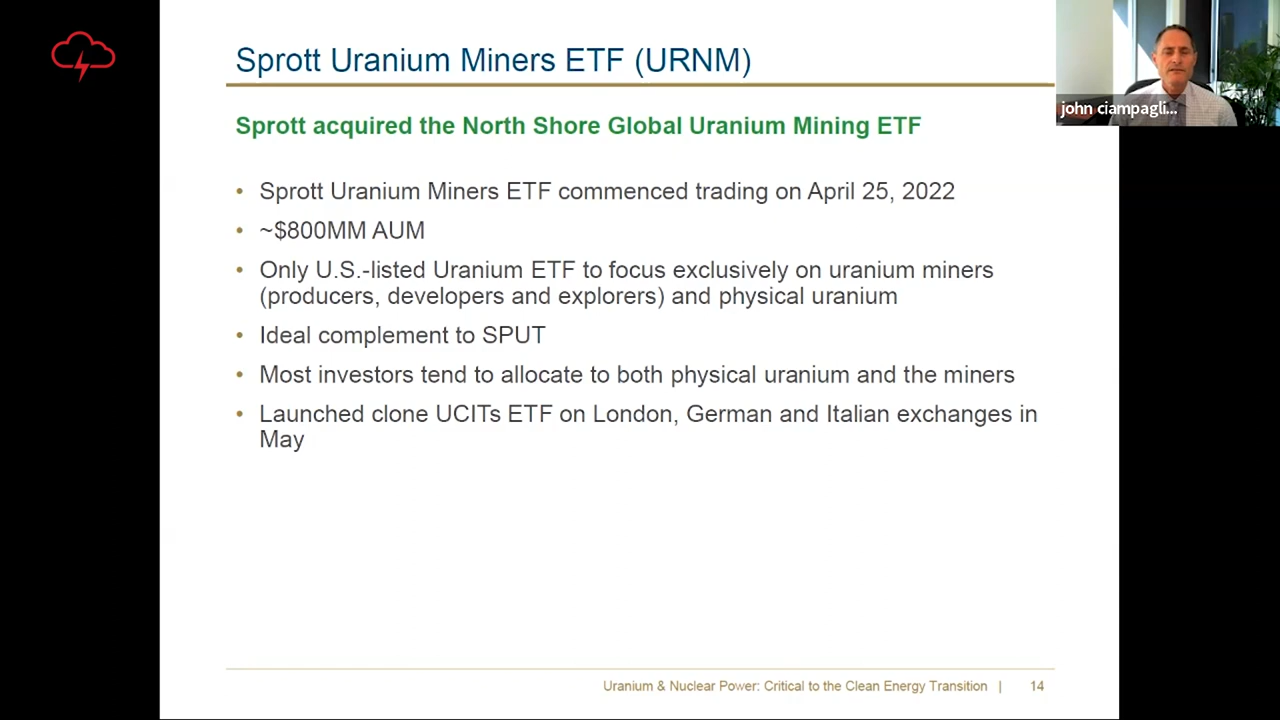 Sprott Uranium Miners ETF (URNM)
john ciampagli...
Sprott acquired the North Shore Global Uranium Mining ETF
• Sprott Uranium Miners ETF commenced trading on April 25, 2022
• ~$800MM AUM
• Only U.S.-listed Uranium ETF to focus exclusively on uranium miners
(producers, developers and explorers) and physical uranium
• Ideal complement to SPUT
• Most investors tend to allocate to both physical uranium and the miners
• Launched clone UCITs ETF on London, German and Italian exchanges in
May
Uranium & Nuclear Power: Critical to the Clean Energy Transition | 14